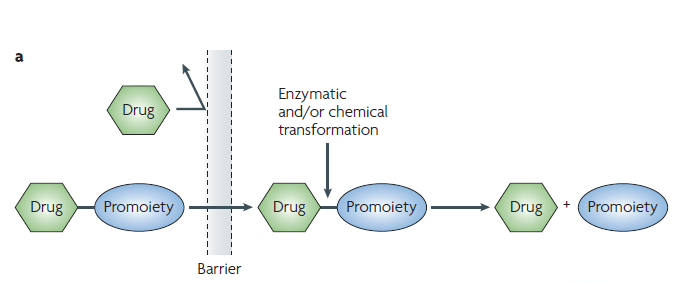 a
Drug
Enzymatic
and/or chemical
transformation
Drug
Promoiety
Drug
Promoiety
Drug
+
Promoiety
Barrier